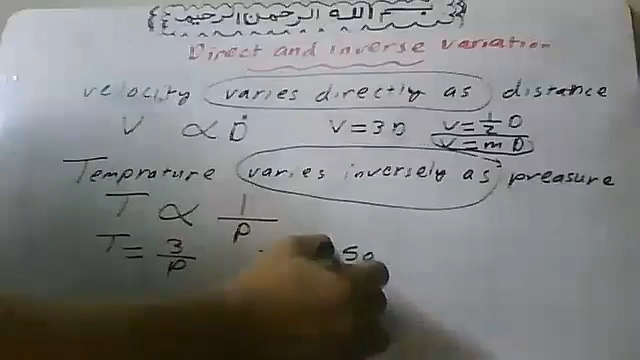 بسم الله الرحمن الرحيم
Direct and inverse variation
velocity varies directly as distance
V ∝ D V = 3D V = 1/2 D
V = m D
Temprature varies inversely as preasure
T ∝ 1/P
T = 3/P So